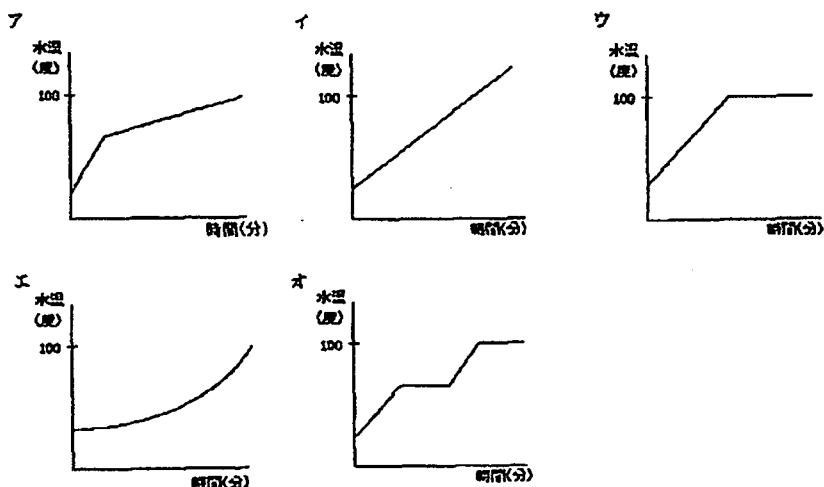 ア
水温
(度)
100
時間(分)
イ
水温
(度)
100
時間(分)
ウ
水温
(度)
100
時間(分)
エ
水温
(度)
100
時間(分)
オ
水温
(度)
100
時間(分)